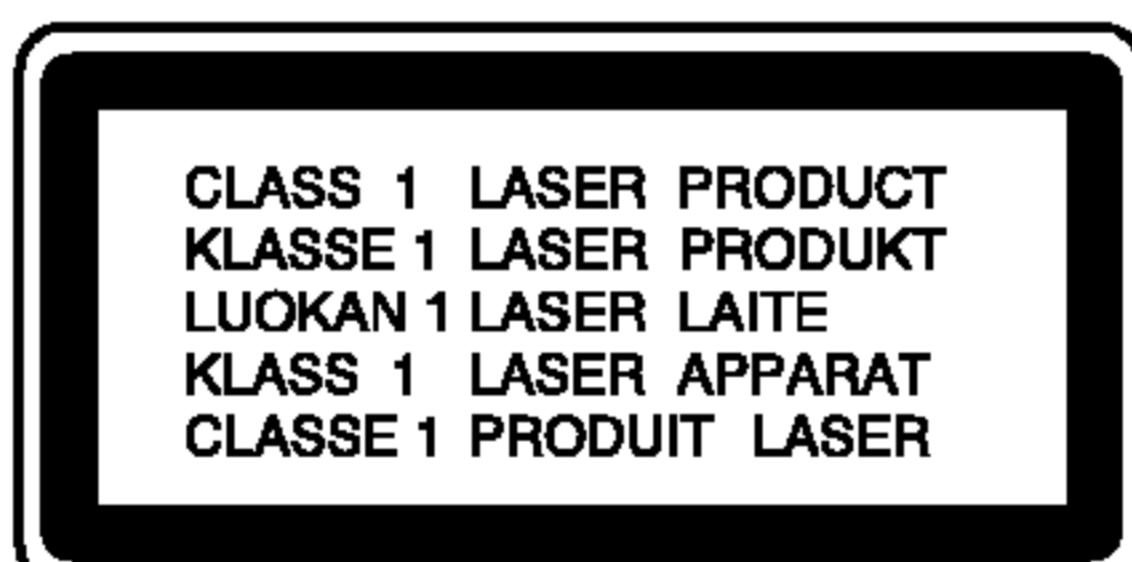 CLASS 1 LASER PRODUCT
KLASSE 1 LASER PRODUKT
LUOKAN 1 LASER LAITE
KLASS 1 LASER APPARAT
CLASSE 1 PRODUIT LASER